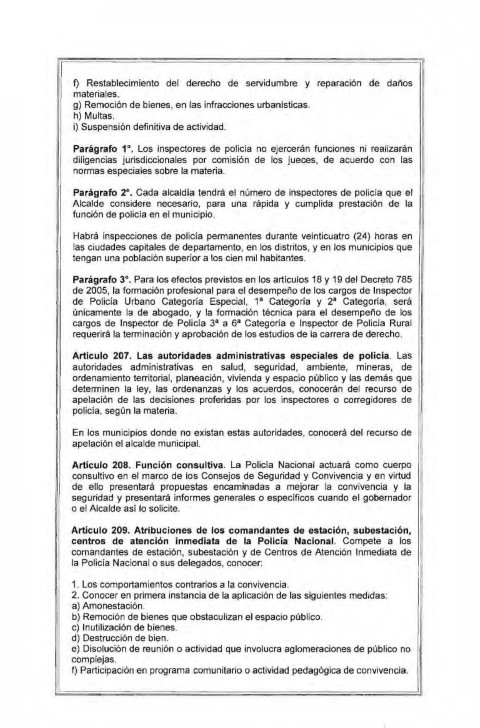 f) Restablecimiento del derecho de servidumbre y reparación de daños
materiales.
g) Remoción de bienes, en las infracciones urbanísticas.
h) Multas.
i) Suspensión definitiva de actividad.
Parágrafo 1°. Los inspectores de policía no ejercerán funciones ni realizarán
diligencias jurisdiccionales por comisión de los jueces, de acuerdo con las
normas especiales sobre la materia.
Parágrafo 2°. Cada alcaldía tendrá el número de inspectores de policía que el
Alcalde considere necesario, para una rápida y cumplida prestación de la
función de policía en el municipio.
Habrá inspecciones de policía permanentes durante veinticuatro (24) horas en
las ciudades capitales de departamento, en los distritos, y en los municipios que
tengan una población superior a los cien mil habitantes.
Parágrafo 3°. Para los efectos previstos en los artículos 18 y 19 del Decreto 785
de 2005, la formación profesional para el desempeño de los cargos de Inspector
de Policía Urbano Categoría Especial, 1ª Categoría y 2ª Categoría, será
únicamente la de abogado, y la formación técnica para el desempeño de los
cargos de Inspector de Policía 3ª a 6ª Categoría e Inspector de Policía Rural
requerirá la terminación y aprobación de los estudios de la carrera de derecho.
Artículo 207. Las autoridades administrativas especiales de policía. Las
autoridades administrativas en salud, seguridad, ambiente, mineras, de
ordenamiento territorial, planeación, vivienda y espacio público y las demás que
determinen la ley, las ordenanzas y los acuerdos, conocerán del recurso de
apelación de las decisiones proferidas por los inspectores o corregidores de
policía, según la materia.
En los municipios donde no existan estas autoridades, conocerá del recurso de
apelación el alcalde municipal.
Artículo 208. Función consultiva. La Policía Nacional actuará como cuerpo
consultivo en el marco de los Consejos de Seguridad y Convivencia y en virtud
de ello presentará propuestas encaminadas a mejorar la convivencia y la
seguridad y presentará informes generales o específicos cuando el gobernador
o el Alcalde así lo solicite.
Artículo 209. Atribuciones de los comandantes de estación, subestación,
centros de atención inmediata de la Policía Nacional. Compete a los
comandantes de estación, subestación y de Centros de Atención Inmediata de
la Policía Nacional o sus delegados, conocer:
1. Los comportamientos contrarios a la convivencia.
2. Conocer en primera instancia de la aplicación de las siguientes medidas:
a) Amonestación.
b) Remoción de bienes que obstaculizan el espacio público.
c) Inutilización de bienes.
d) Destrucción de bien.
e) Disolución de reunión o actividad que involucra aglomeraciones de público no
complejas.
f) Participación en programa comunitario o actividad pedagógica de convivencia.